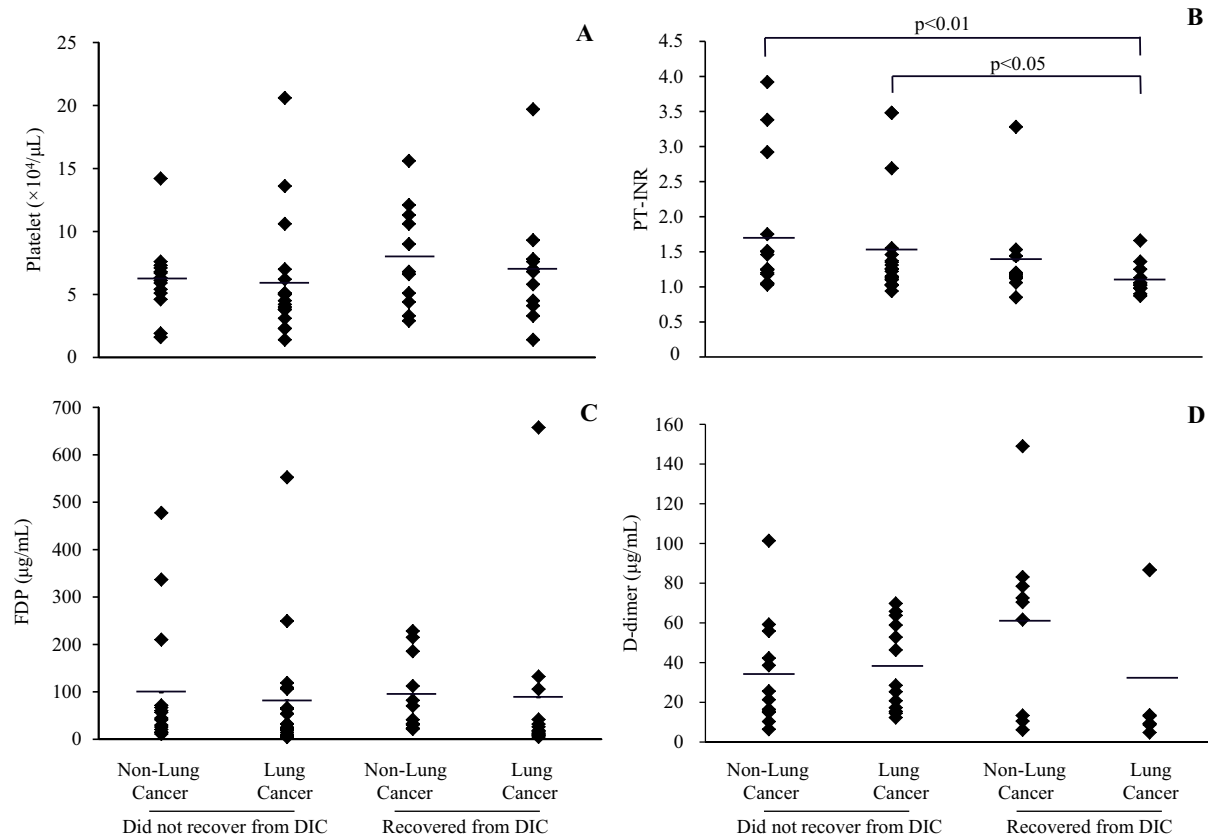 A
25
20
15
10
5
0
Platelet (×10⁴/µL)
B
p<0.01
p<0.05
4.5
4.0
3.5
3.0
2.5
2.0
1.5
1.0
0.5
0
PT-INR
C
700
600
500
400
300
200
100
0
FDP (µg/mL)
Non-Lung
Cancer
Lung
Cancer
Non-Lung
Cancer
Lung
Cancer
Did not recover from DIC
Recovered from DIC
D
160
140
120
100
80
60
40
20
0
D-dimer (µg/mL)
Non-Lung
Cancer
Lung
Cancer
Non-Lung
Cancer
Lung
Cancer
Did not recover from DIC
Recovered from DIC